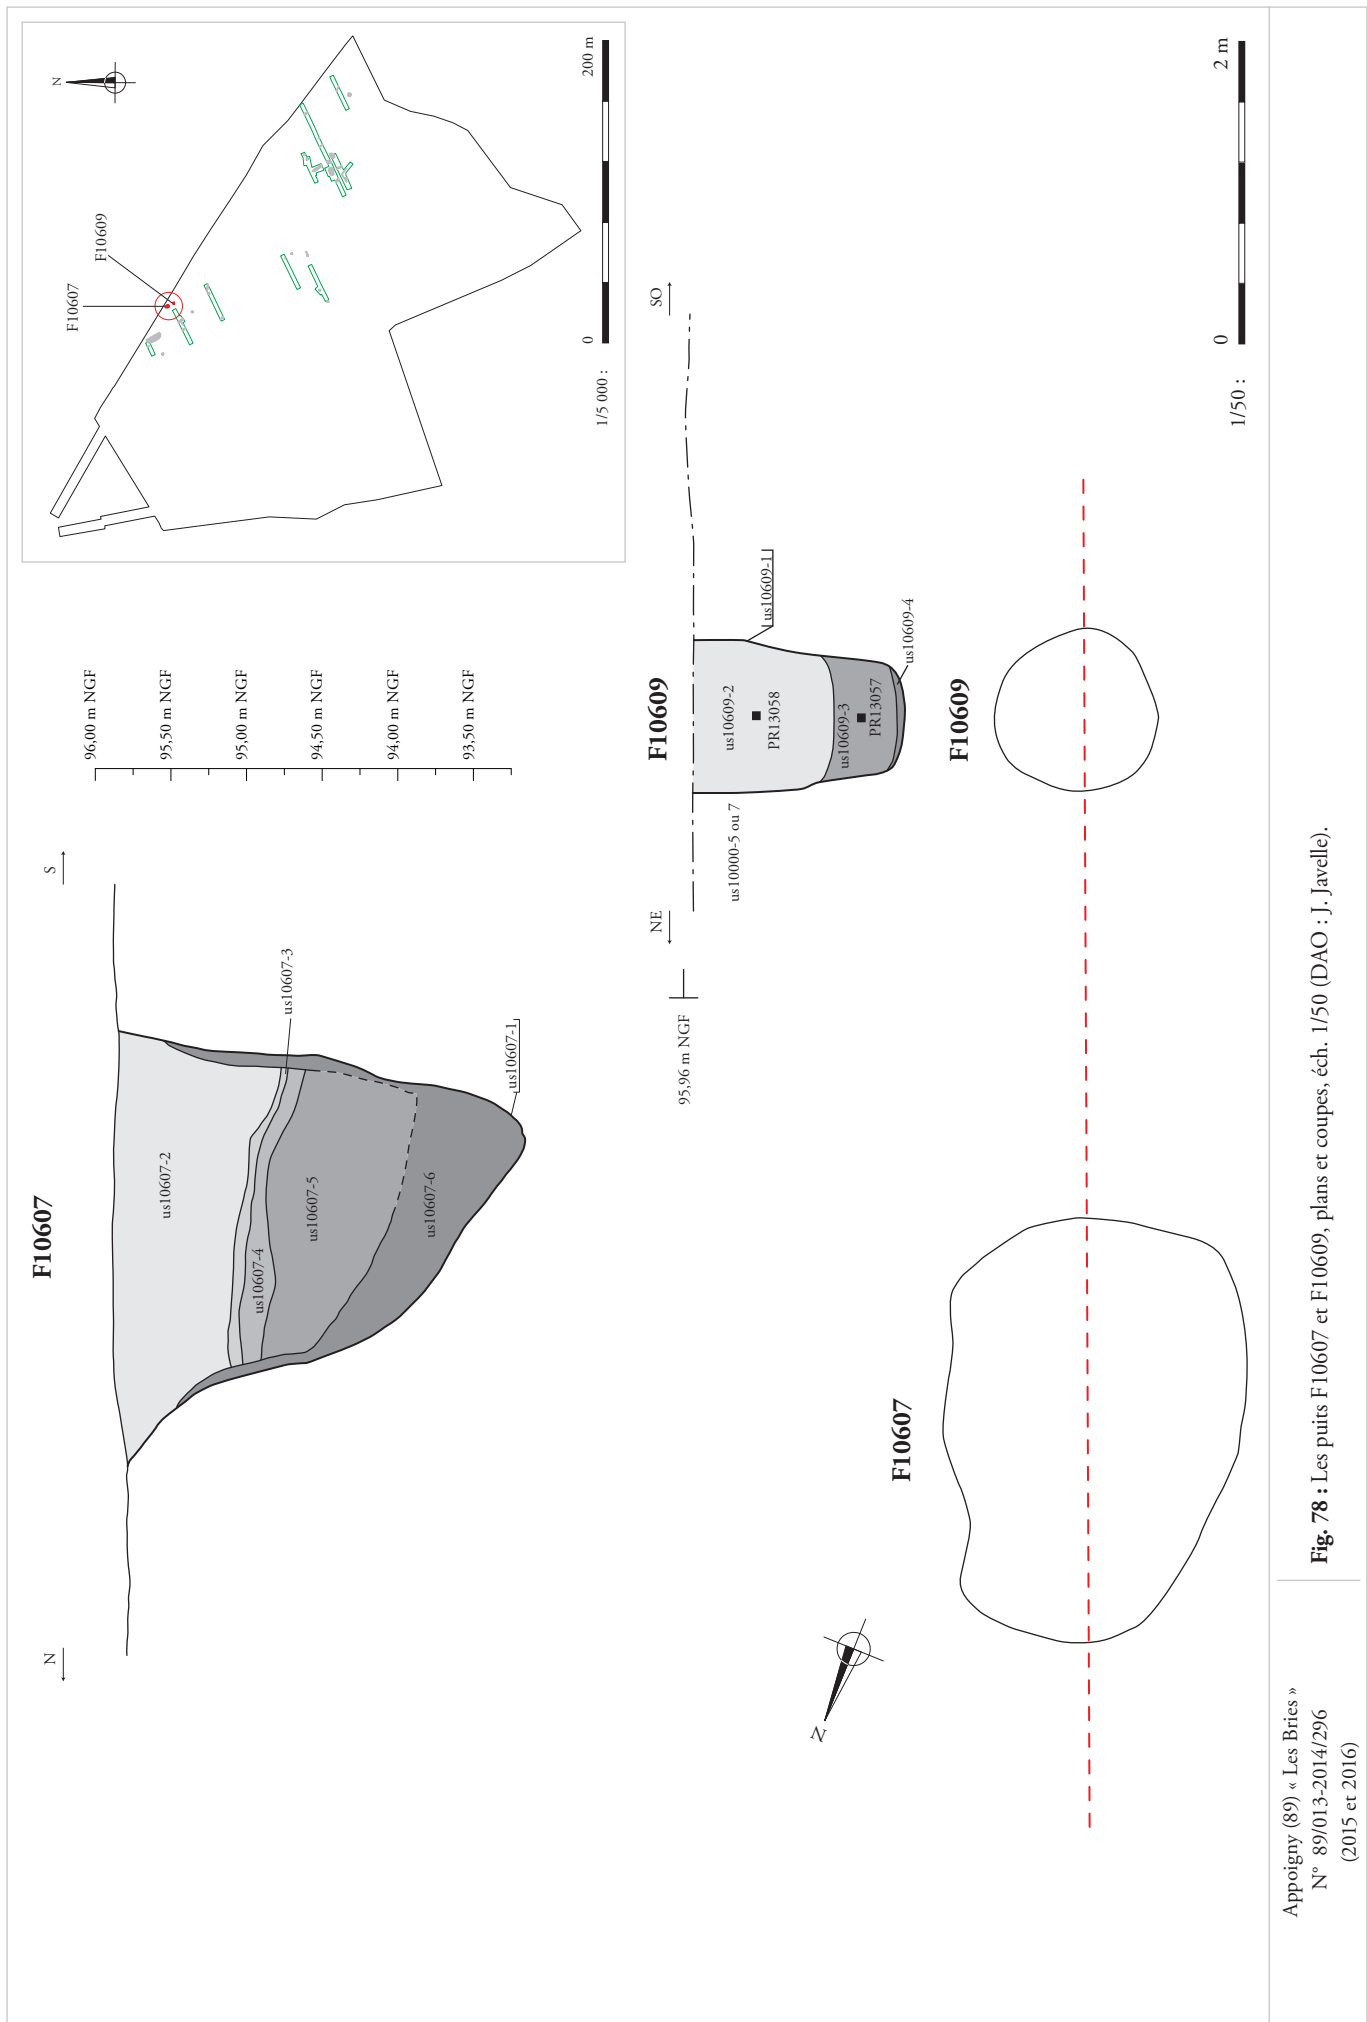 F10607
N
S
us10607-2
us10607-3
us10607-4
us10607-5
us10607-6
us10607-1
96,00 m NGF
95,50 m NGF
95,00 m NGF
94,50 m NGF
94,00 m NGF
93,50 m NGF
N
F10607
F10609
0
200 m
1/5 000 :
F10609
NE
SO
95,96 m NGF
us10000-5 ou 7
us10609-2
PR13058
us10609-1
us10609-3
PR13057
us10609-4
N
F10607
F10609
0
2 m
1/50 :
Appoigny (89) « Les Bries »
N° 89/013-2014/296
(2015 et 2016)
Fig. 78 : Les puits F10607 et F10609, plans et coupes, éch. 1/50 (DAO : J. Javelle).